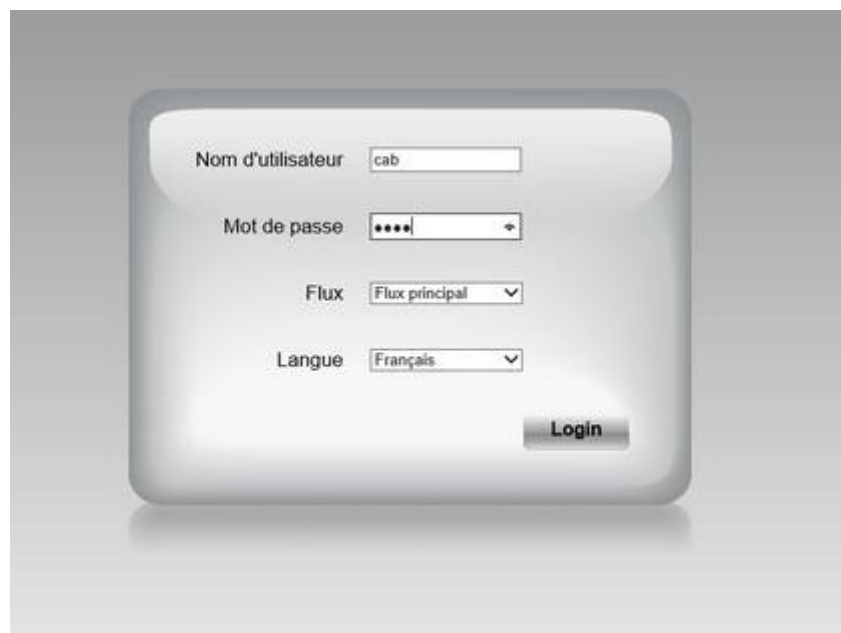 Nom d'utilisateur cab
Mot de passe ••••
Flux Flux principal
Langue Français
Login